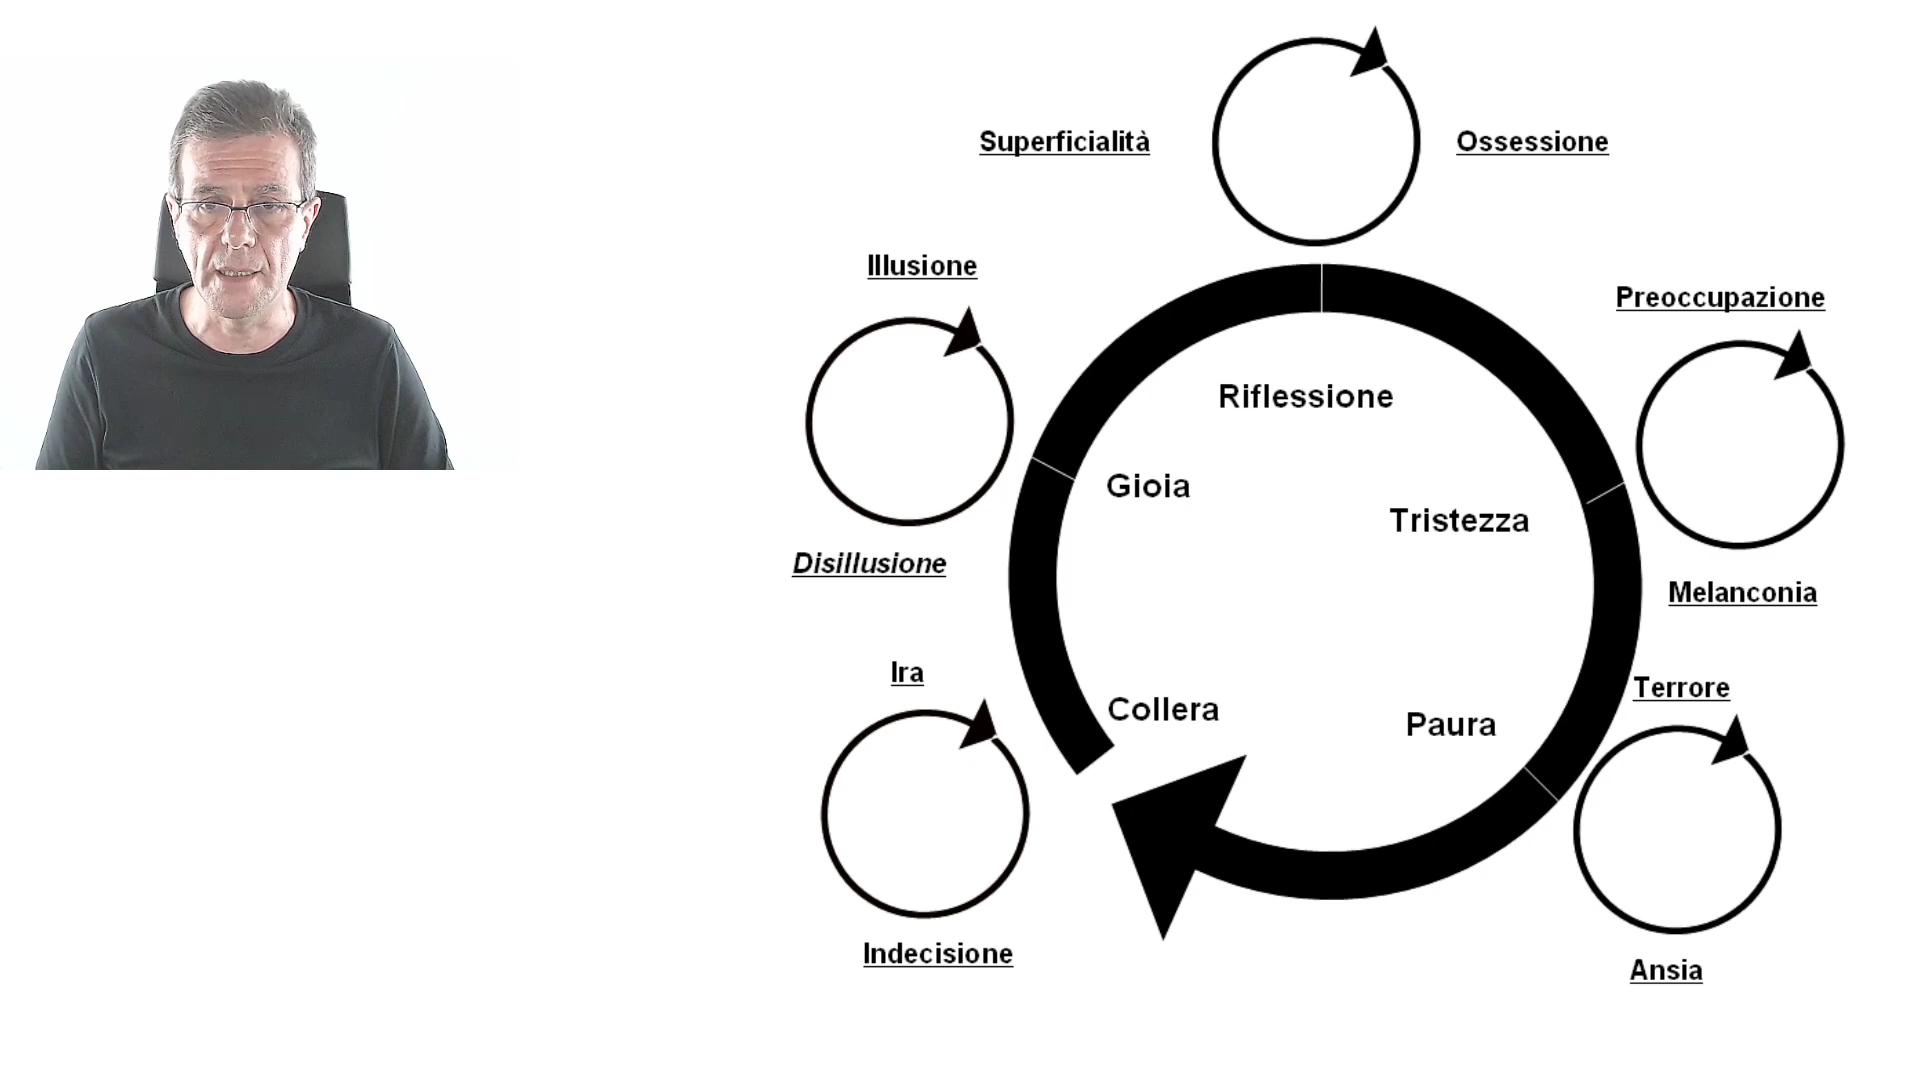 Superficialità
Ossessione
Illusione
Preoccupazione
Riflessione
Gioia
Tristezza
Disillusione
Melanconia
Ira
Terrore
Collera
Paura
Indecisione
Ansia